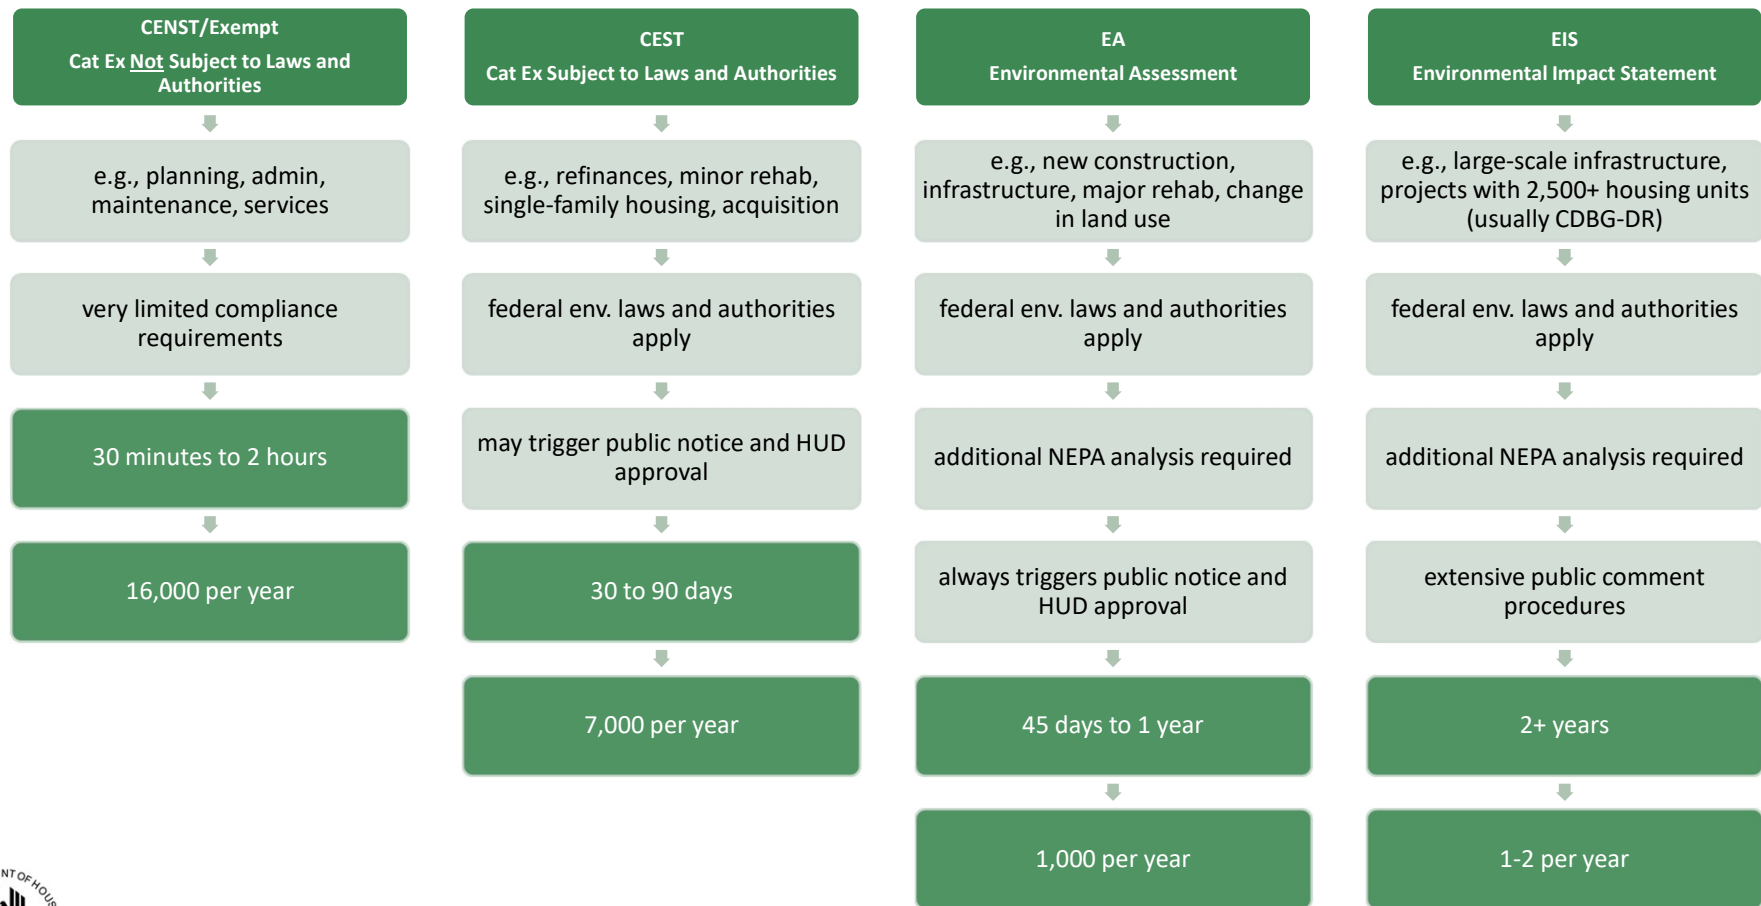 CENST/Exempt
Cat Ex Not Subject to Laws and
Authorities
e.g., planning, admin,
maintenance, services
very limited compliance
requirements
30 minutes to 2 hours
16,000 per year
CEST
Cat Ex Subject to Laws and Authorities
e.g., refinances, minor rehab,
single-family housing, acquisition
federal env. laws and authorities
apply
may trigger public notice and HUD
approval
30 to 90 days
7,000 per year
EA
Environmental Assessment
e.g., new construction,
infrastructure, major rehab, change
in land use
federal env. laws and authorities
apply
additional NEPA analysis required
always triggers public notice and
HUD approval
45 days to 1 year
1,000 per year
EIS
Environmental Impact Statement
e.g., large-scale infrastructure,
projects with 2,500+ housing units
(usually CDBG-DR)
federal env. laws and authorities
apply
additional NEPA analysis required
extensive public comment
procedures
2+ years
1-2 per year
OF